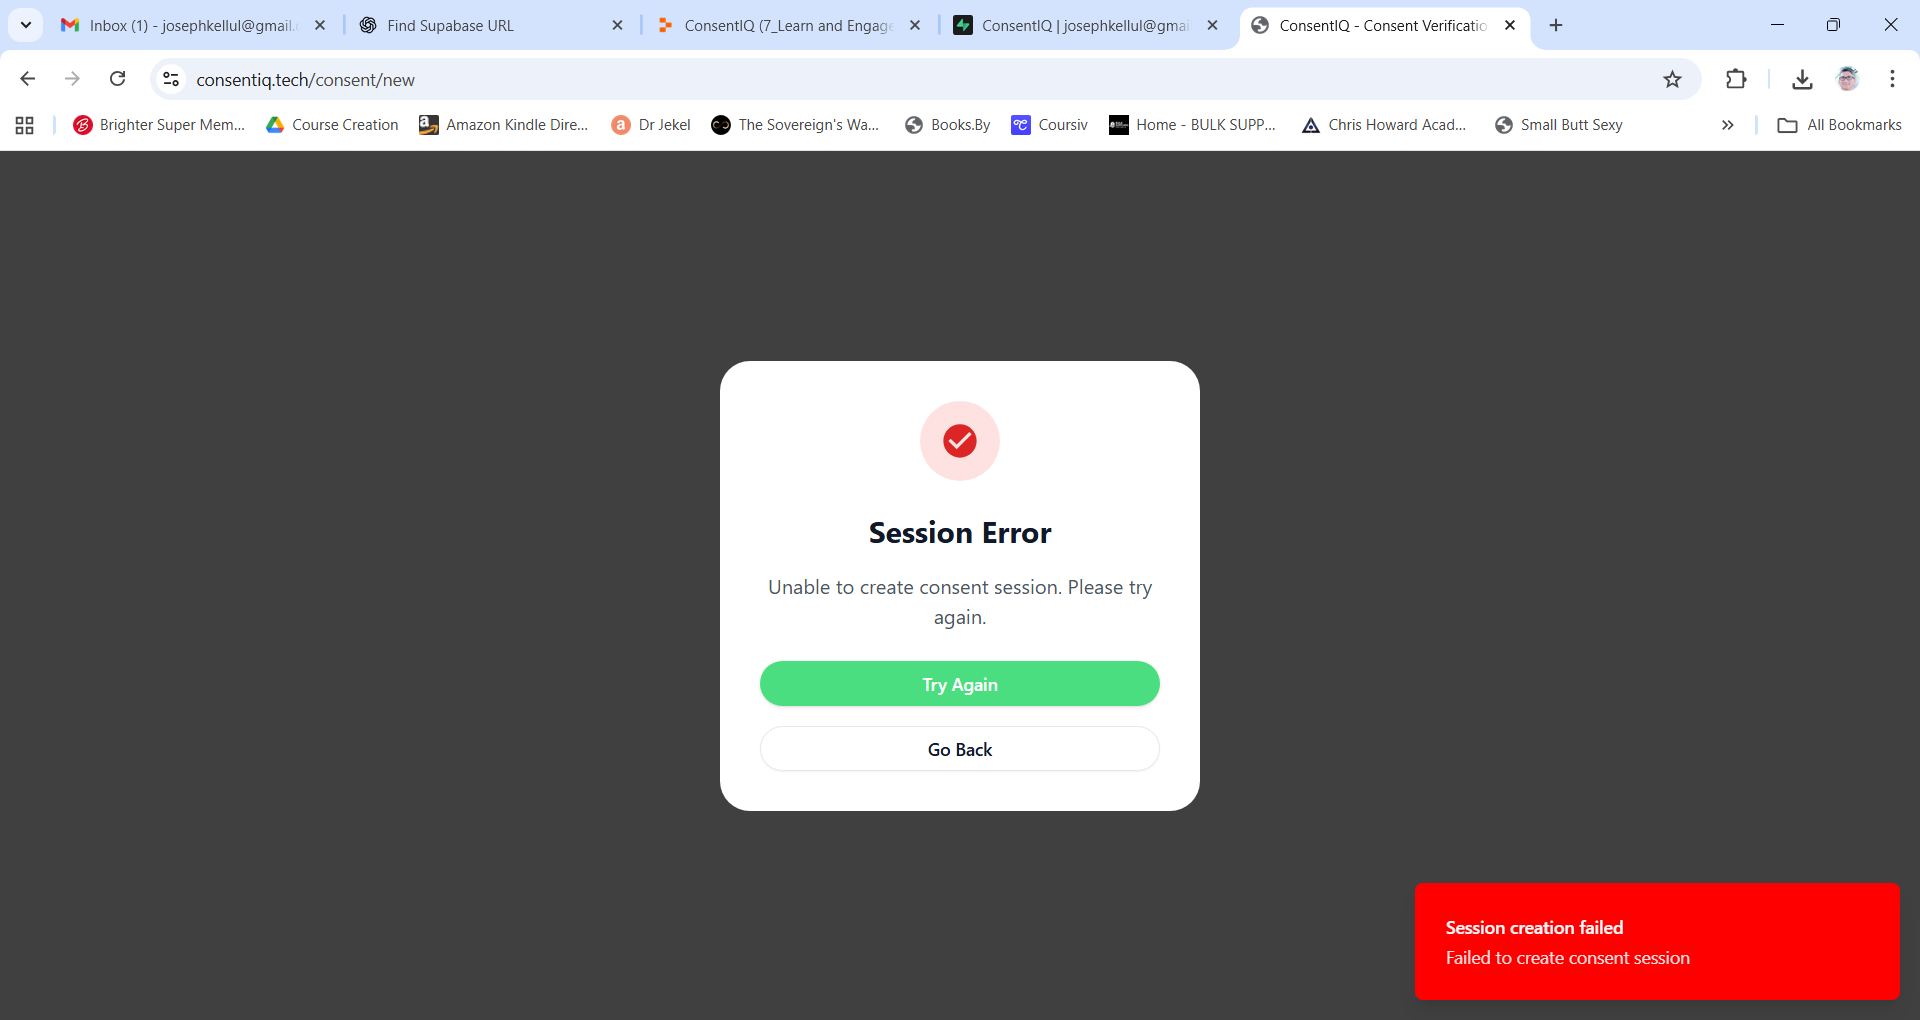 Inbox (1) - josephkellul@gmail.
Find Supabase URL
ConsentIQ (7_Learn and Engage
ConsentIQ | josephkellul@gmai
ConsentIQ - Consent Verificatio
consentiq.tech/consent/new
Brighter Super Mem...
Course Creation
Amazon Kindle Dire...
Dr Jekel
The Sovereign's Wa...
Books.By
Coursiv
Home - BULK SUPP...
Chris Howard Acad...
Small Butt Sexy
All Bookmarks
Session Error
Unable to create consent session. Please try
again.
Try Again
Go Back
Session creation failed
Failed to create consent session